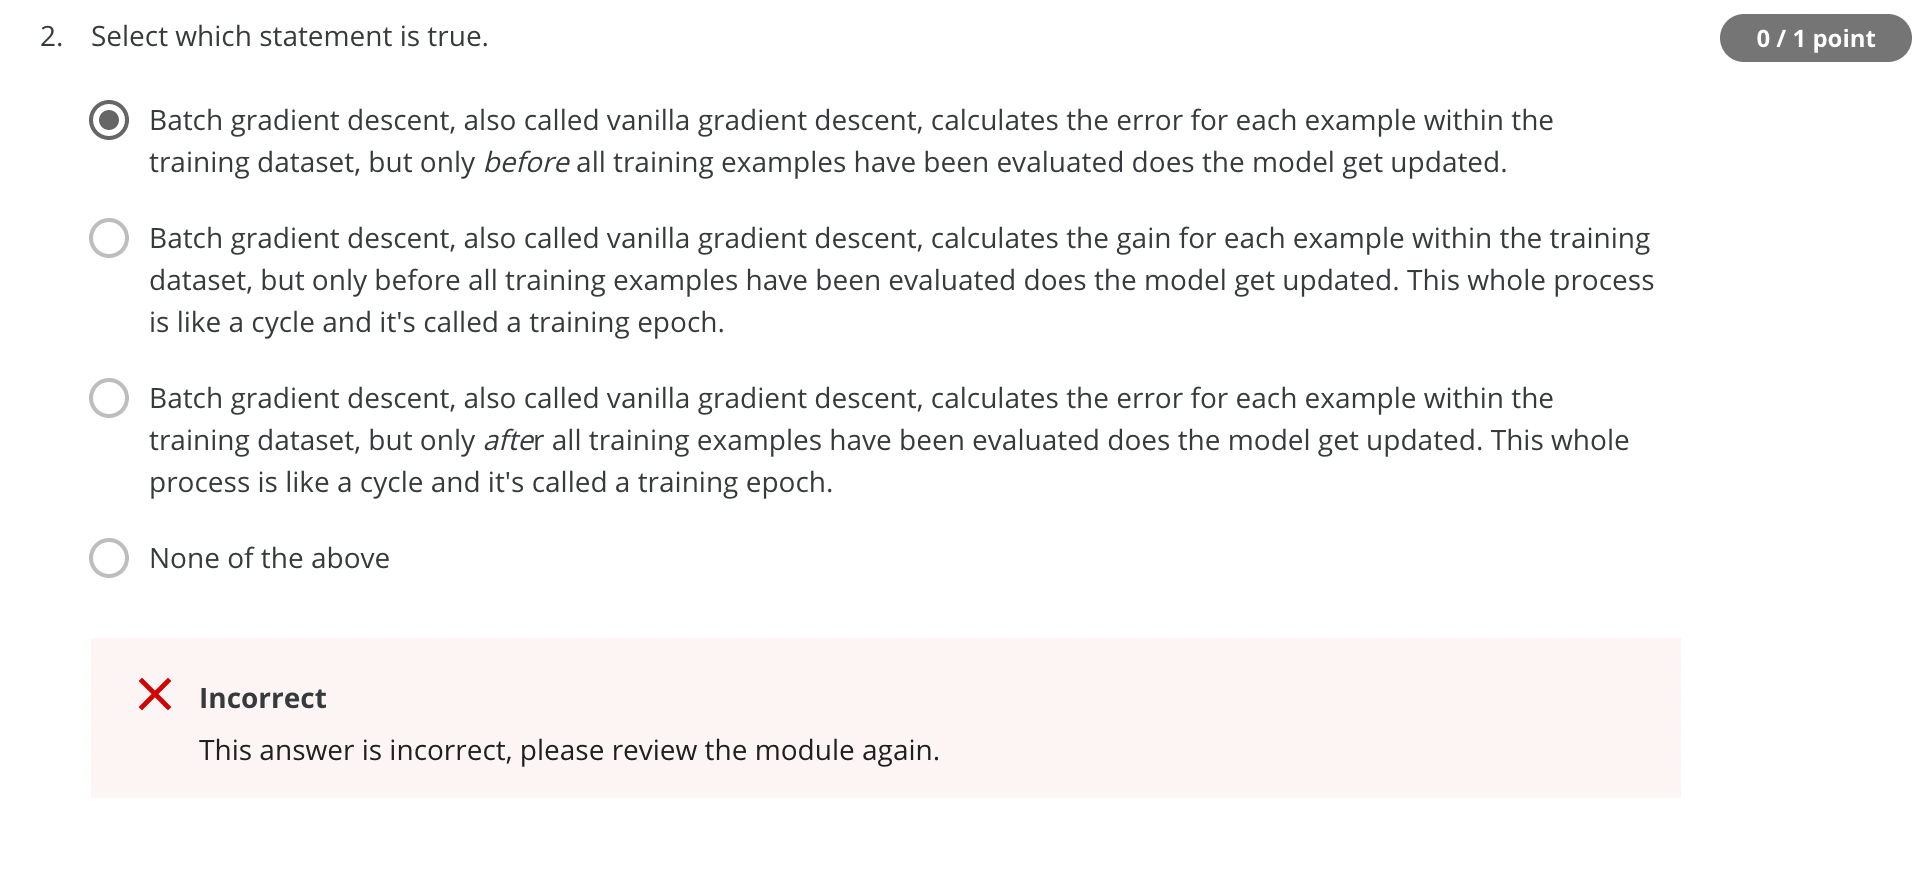 2. Select which statement is true.
0 / 1 point
Batch gradient descent, also called vanilla gradient descent, calculates the error for each example within the
training dataset, but only before all training examples have been evaluated does the model get updated.
Batch gradient descent, also called vanilla gradient descent, calculates the gain for each example within the training
dataset, but only before all training examples have been evaluated does the model get updated. This whole process
is like a cycle and it's called a training epoch.
Batch gradient descent, also called vanilla gradient descent, calculates the error for each example within the
training dataset, but only after all training examples have been evaluated does the model get updated. This whole
process is like a cycle and it's called a training epoch.
None of the above
Incorrect
This answer is incorrect, please review the module again.